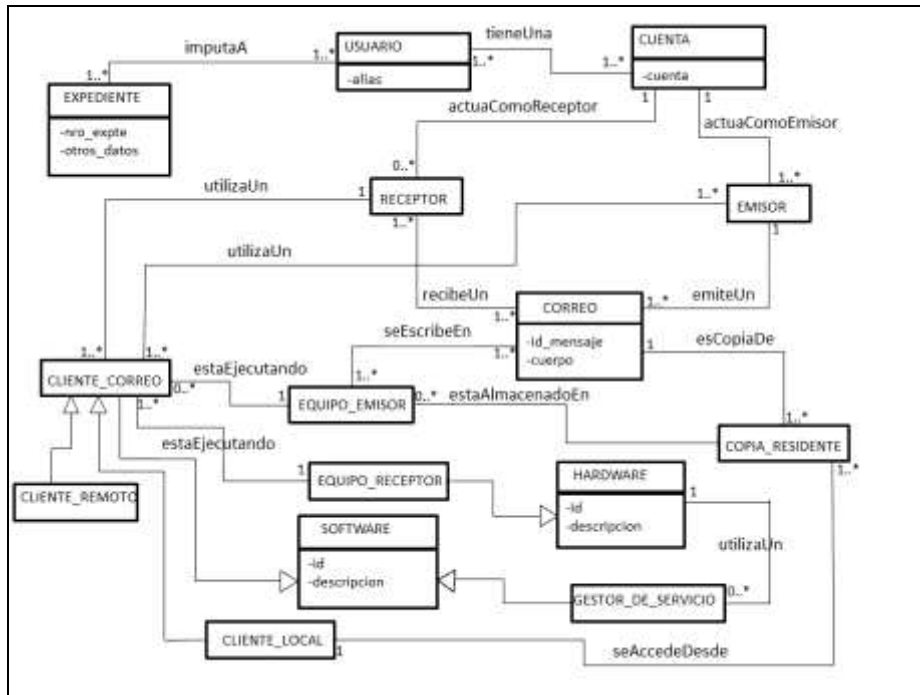 imputaA
1..*
USUARIO
-alias
1..*
tieneUna
1..*
CUENTA
-cuenta
1
1
1..*
EXPEDIENTE
-nro_expte
-otros_datos
actuaComoReceptor
actuaComoEmisor
0..*
1..*
utilizaUn
1
RECEPTOR
1..*
1..*
EMISOR
1
utilizaUn
recibeUn
1..*
CORREO
-id_mensaje
-cuerpo
1..*
emiteUn
seEscribeEn
1..*
1
esCopiaDe
1..*
1..*
CLIENTE_CORREO
0..*
1..*
estaEjecutando
1
1..*
EQUIPO_EMISOR
0..*
estaAlmacenadoEn
1..*
COPIA_RESIDENTE
1..*
estaEjecutando
1
EQUIPO_RECEPTOR
HARDWARE
-id
-descripcion
1
utilizaUn
CLIENTE_REMOTO
SOFTWARE
-id
-descripcion
GESTOR_DE_SERVICIO
0..*
CLIENTE_LOCAL
1
seAccedeDesde